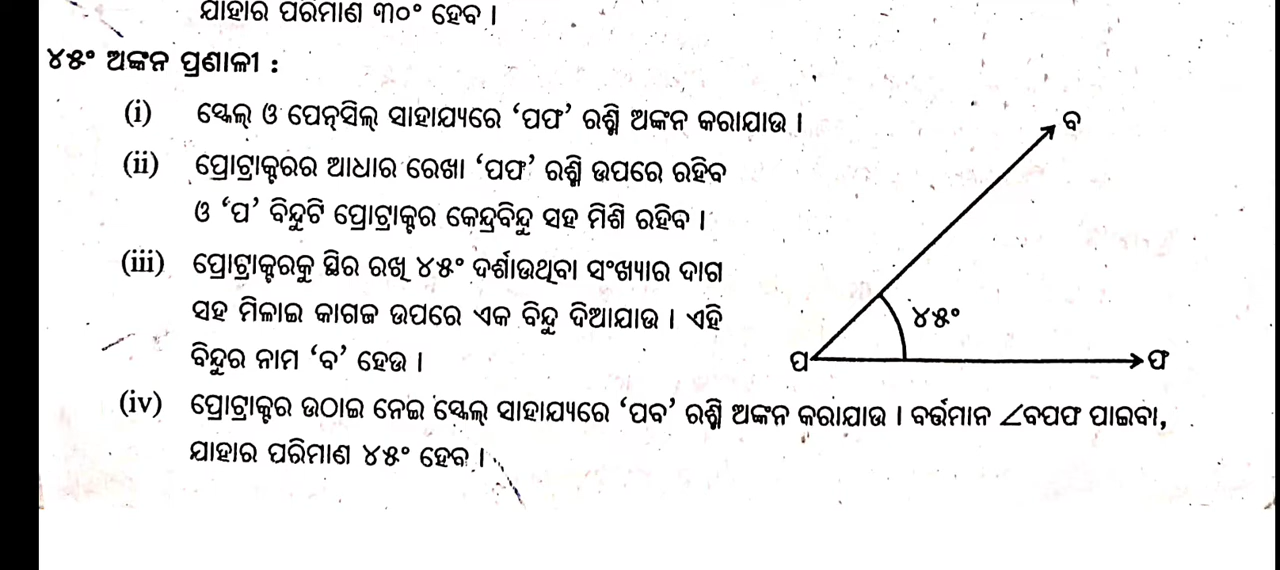 ଯାହାର ପରିମାଣ ୩୦° ହେବ ।
୪୫° ଅଙ୍କନ ପ୍ରଣାଳୀ :
(i) ସ୍କେଲ୍ ଓ ପେନ୍‌ସିଲ୍ ସାହାଯ୍ୟରେ ‘ପଫ’ ରଶ୍ମି ଅଙ୍କନ କରାଯାଉ ।
(ii) ପ୍ରୋଟ୍ରାକ୍ଟରର ଆଧାର ରେଖା ‘ପଫ’ ରଶ୍ମି ଉପରେ ରହିବ
ଓ ‘ପ’ ବିନ୍ଦୁଟି ପ୍ରୋଟ୍ରାକ୍ଟର କେନ୍ଦ୍ରବିନ୍ଦୁ ସହ ମିଶି ରହିବ ।
(iii) ପ୍ରୋଟ୍ରାକ୍ଟରକୁ ସ୍ଥିର ରଖି ୪୫° ଦର୍ଶାଉଥିବା ସଂଖ୍ୟାର ଦାଗ
ସହ ମିଳାଇ କାଗଜ ଉପରେ ଏକ ବିନ୍ଦୁ ଦିଆଯାଉ । ଏହି
ବିନ୍ଦୁର ନାମ ‘ବ’ ହେଉ ।
(iv) ପ୍ରୋଟ୍ରାକ୍ଟର ଉଠାଇ ନେଇ ସ୍କେଲ୍ ସାହାଯ୍ୟରେ ‘ପବ’ ରଶ୍ମି ଅଙ୍କନ କରାଯାଉ । ବର୍ତ୍ତମାନ ∠ବପଫ ପାଇବା,
ଯାହାର ପରିମାଣ ୪୫° ହେବ ।
ବ
୪୫°
ପ
ଫ